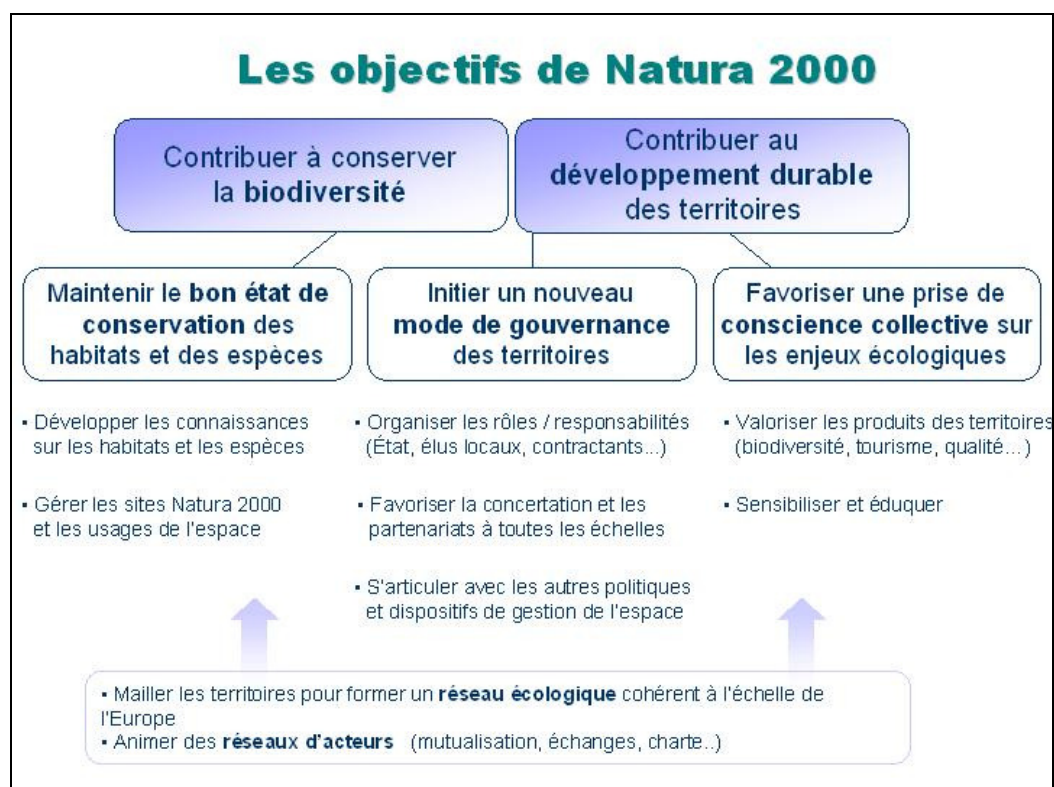 Les objectifs de Natura 2000
Contribuer à conserver
la biodiversité
Contribuer au
développement durable
des territoires
Maintenir le bon état de
conservation des
habitats et des espèces
Initier un nouveau
mode de gouvernance
des territoires
Favoriser une prise de
conscience collective sur
les enjeux écologiques
▪ Développer les connaissances
sur les habitats et les espèces
▪ Gérer les sites Natura 2000
et les usages de l'espace
▪ Organiser les rôles / responsabilités
(État, élus locaux, contractants...)
▪ Favoriser la concertation et les
partenariats à toutes les échelles
▪ S'articuler avec les autres politiques
et dispositifs de gestion de l'espace
▪ Valoriser les produits des territoires
(biodiversité, tourisme, qualité…)
▪ Sensibiliser et éduquer
▪ Mailler les territoires pour former un réseau écologique cohérent à l'échelle de
l'Europe
▪ Animer des réseaux d'acteurs (mutualisation, échanges, charte..)